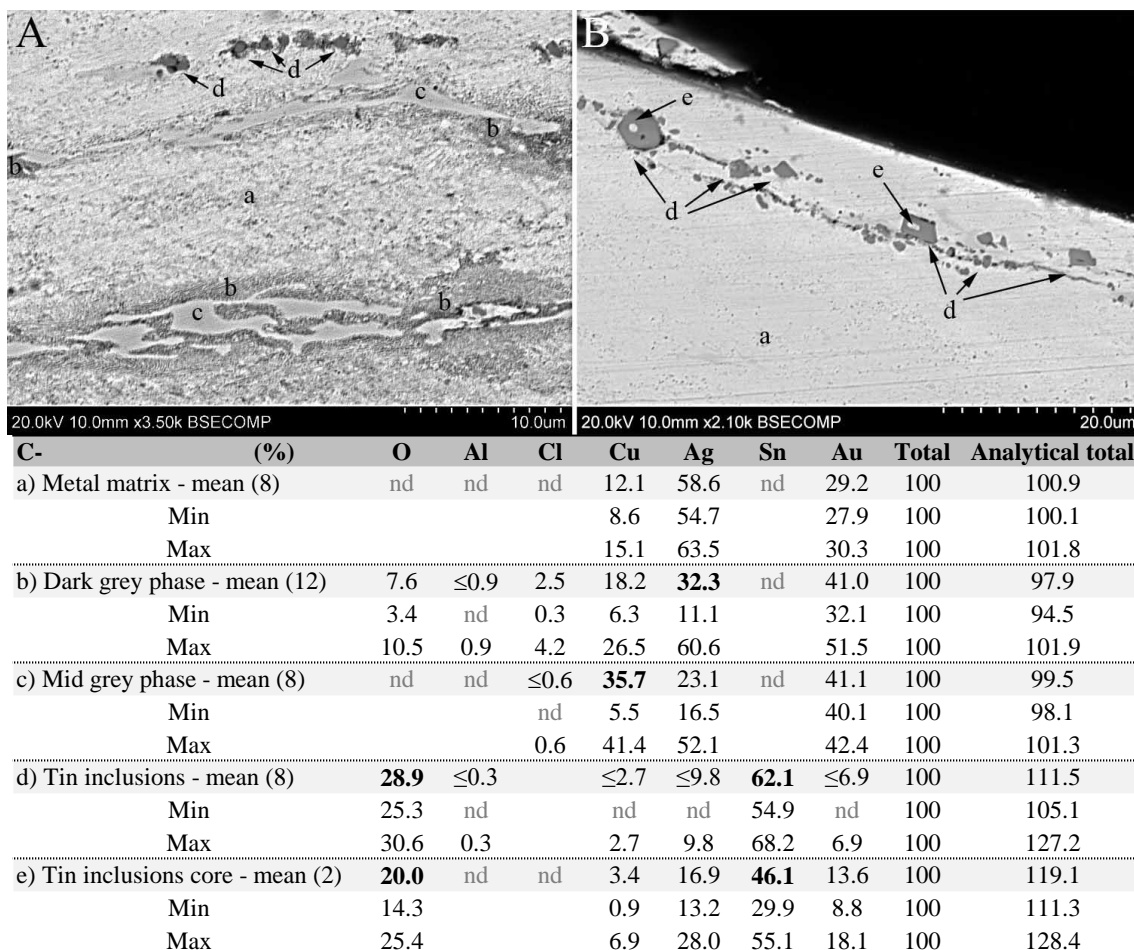 A
B
d
d
c
b
b
a
b
c
b
e
d
e
d
a
20.0kV 10.0mm x3.50k BSECOMP 10.0um
20.0kV 10.0mm x2.10k BSECOMP 20.0um
C- (%) O Al Cl Cu Ag Sn Au Total Analytical total
a) Metal matrix - mean (8) nd nd nd 12.1 58.6 nd 29.2 100 100.9
Min 8.6 54.7 27.9 100 100.1
Max 15.1 63.5 30.3 100 101.8
b) Dark grey phase - mean (12) 7.6 ≤0.9 2.5 18.2 32.3 nd 41.0 100 97.9
Min 3.4 nd 0.3 6.3 11.1 32.1 100 94.5
Max 10.5 0.9 4.2 26.5 60.6 51.5 100 101.9
c) Mid grey phase - mean (8) nd nd ≤0.6 35.7 23.1 nd 41.1 100 99.5
Min nd 5.5 16.5 40.1 100 98.1
Max 0.6 41.4 52.1 42.4 100 101.3
d) Tin inclusions - mean (8) 28.9 ≤0.3 ≤2.7 ≤9.8 62.1 ≤6.9 100 111.5
Min 25.3 nd nd nd 54.9 nd 100 105.1
Max 30.6 0.3 2.7 9.8 68.2 6.9 100 127.2
e) Tin inclusions core - mean (2) 20.0 nd nd 3.4 16.9 46.1 13.6 100 119.1
Min 14.3 0.9 13.2 29.9 8.8 100 111.3
Max 25.4 6.9 28.0 55.1 18.1 100 128.4